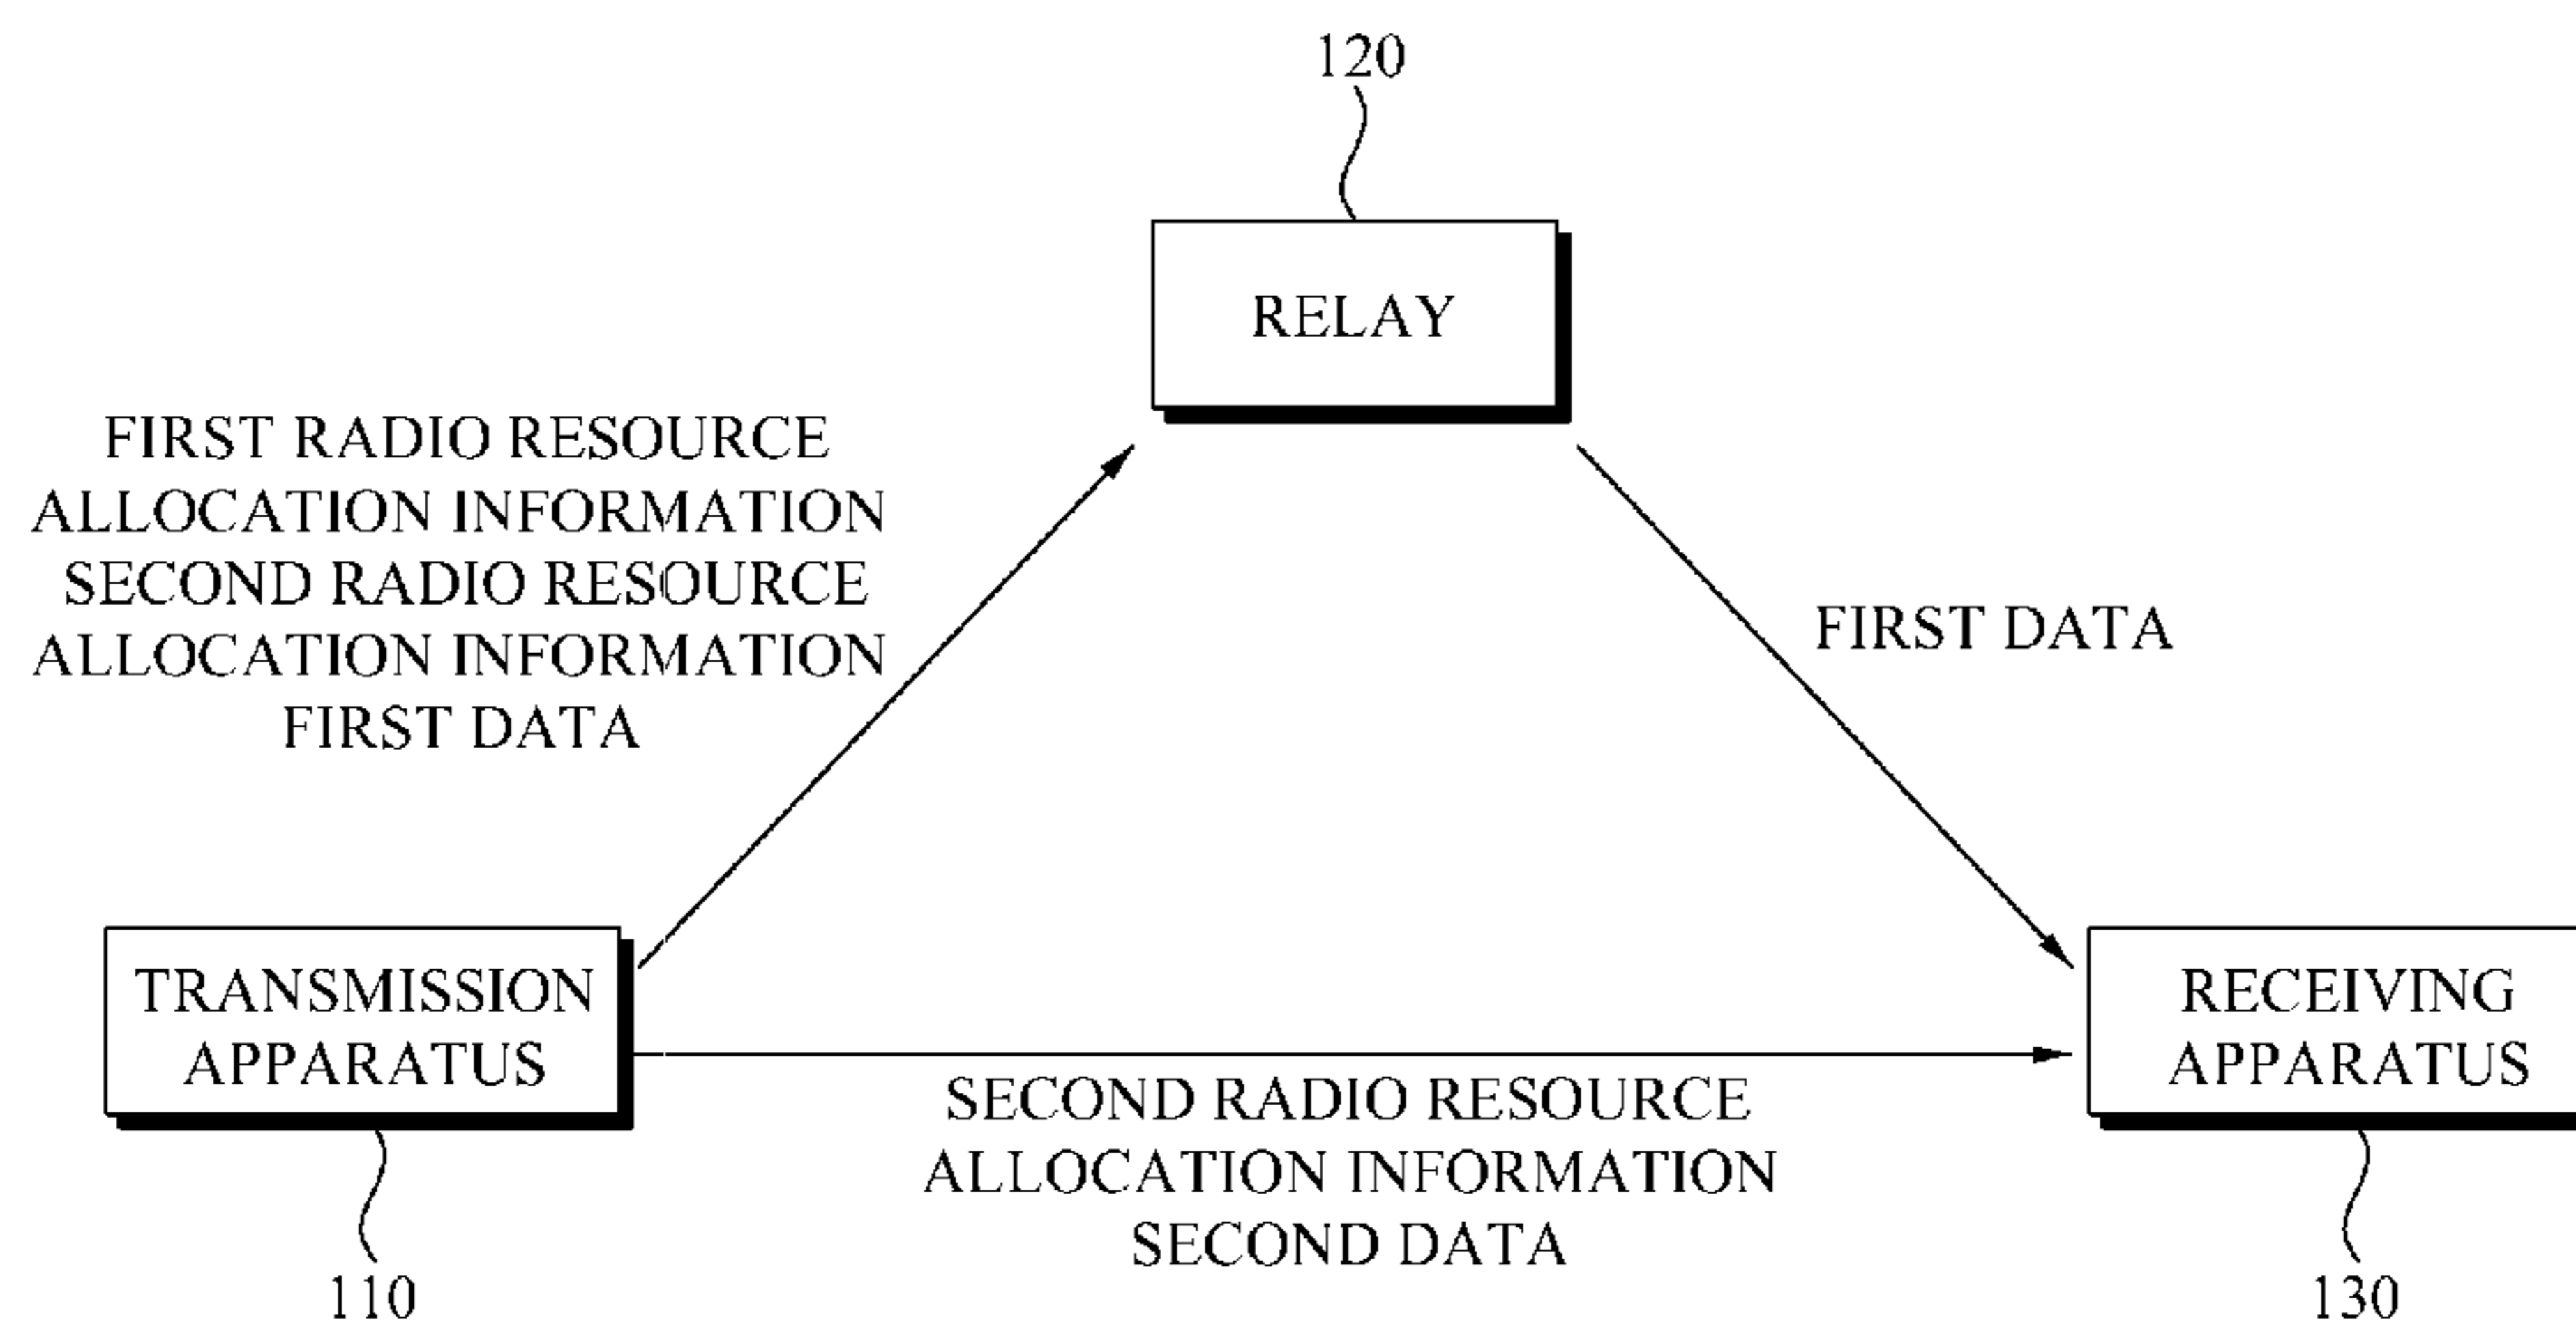 120
RELAY
FIRST RADIO RESOURCE
ALLOCATION INFORMATION
SECOND RADIO RESOURCE
ALLOCATION INFORMATION
FIRST DATA
FIRST DATA
TRANSMISSION
APPARATUS
RECEIVING
APPARATUS
SECOND RADIO RESOURCE
ALLOCATION INFORMATION
SECOND DATA
110
130